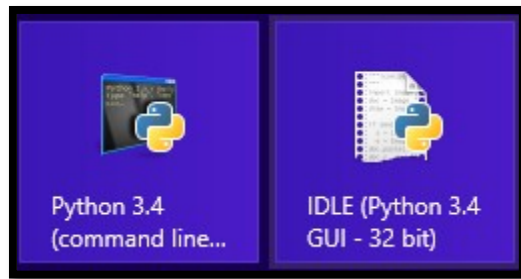 Python 3.4
(command line...
IDLE (Python 3.4
GUI - 32 bit)